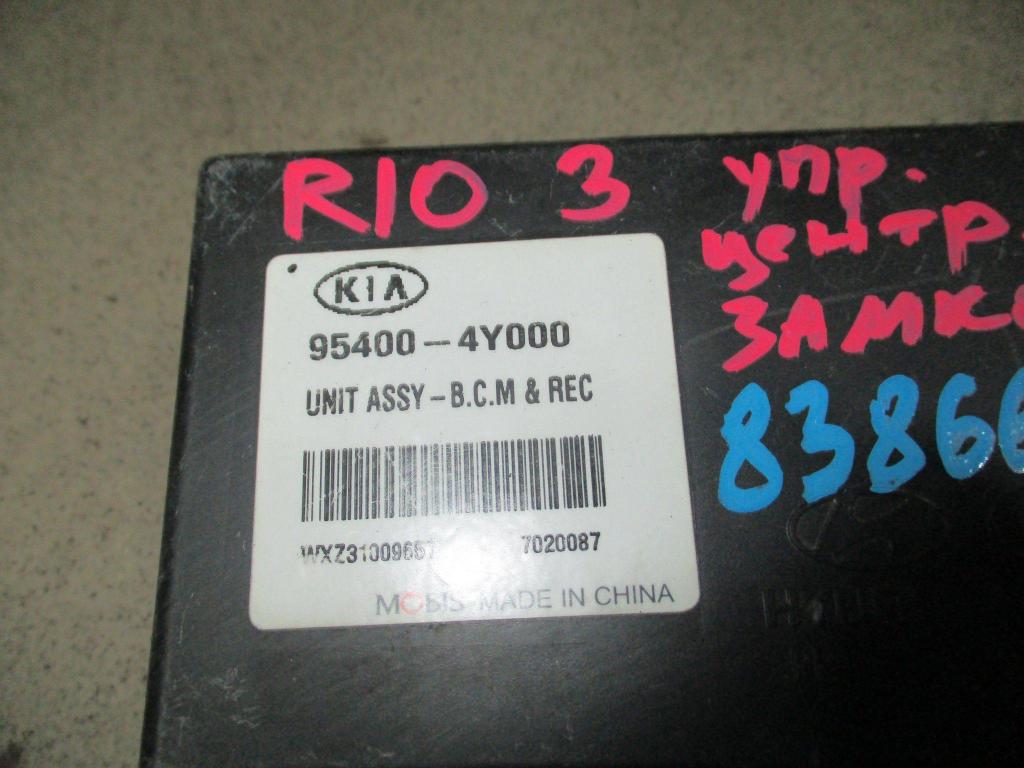 RIO 3
упр.
центр.
ЗАМК
KIA
95400-4Y000
UNIT ASSY-B.C.M & REC
8386
7020087
MOBIS MADE IN CHINA